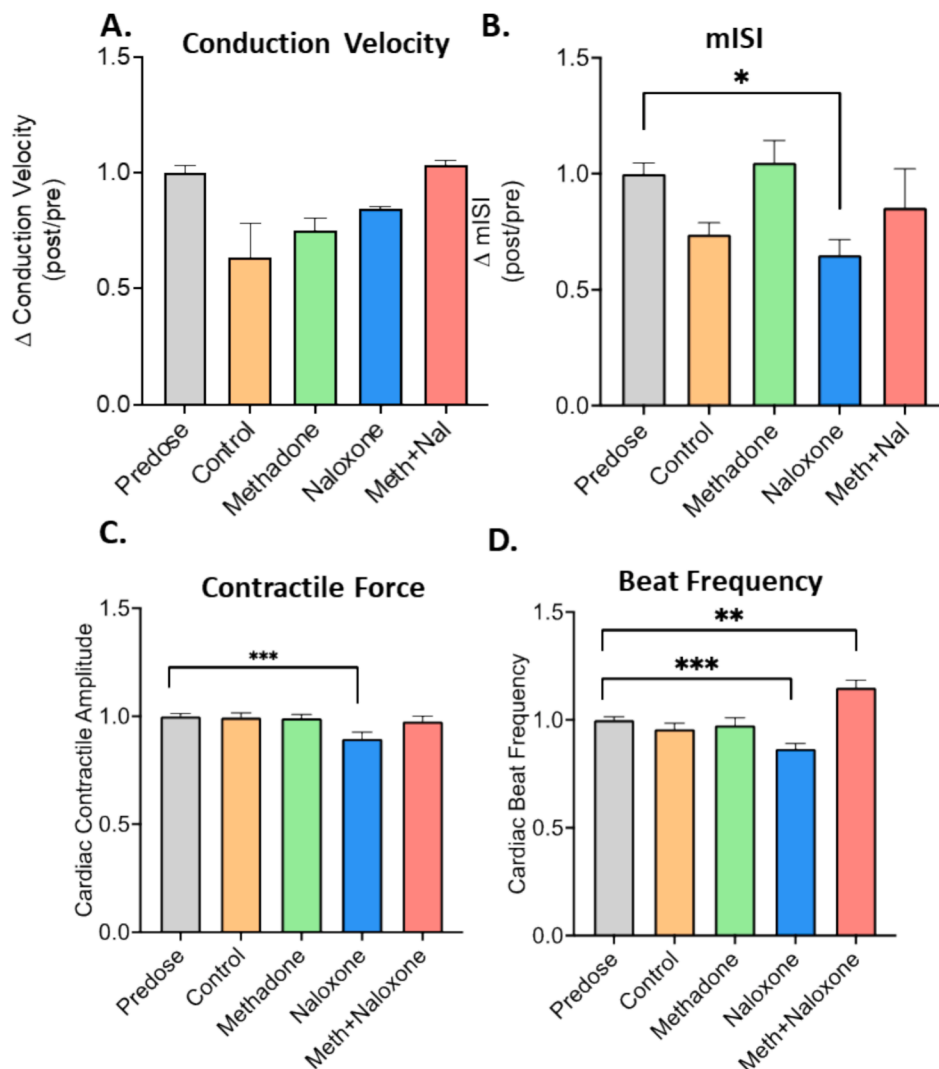 A.
Conduction Velocity
Δ Conduction Velocity
(post/pre)
1.5
1.0
0.5
0.0
Predose
Control
Methadone
Naloxone
Meth+Nal
B.
mISI
Δ mISI
(post/pre)
1.5
1.0
0.5
0.0
*
Predose
Control
Methadone
Naloxone
Meth+Nal
C.
Contractile Force
Cardiac Contractile Amplitude
1.5
1.0
0.5
0.0
***
Predose
Control
Methadone
Naloxone
Meth+Naloxone
D.
Beat Frequency
Cardiac Beat Frequency
1.5
1.0
0.5
0.0
**
***
Predose
Control
Methadone
Naloxone
Meth+Naloxone